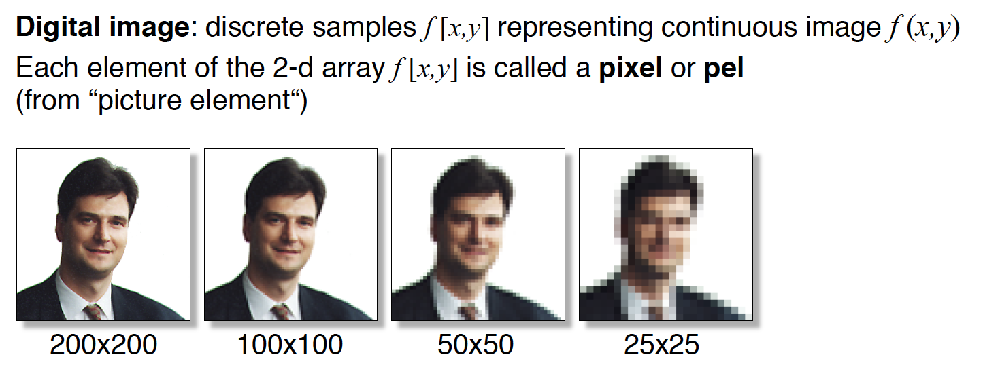 Digital image: discrete samples f [x,y] representing continuous image f (x,y)
Each element of the 2-d array f [x,y] is called a pixel or pel
(from “picture element“)
200x200 100x100 50x50 25x25